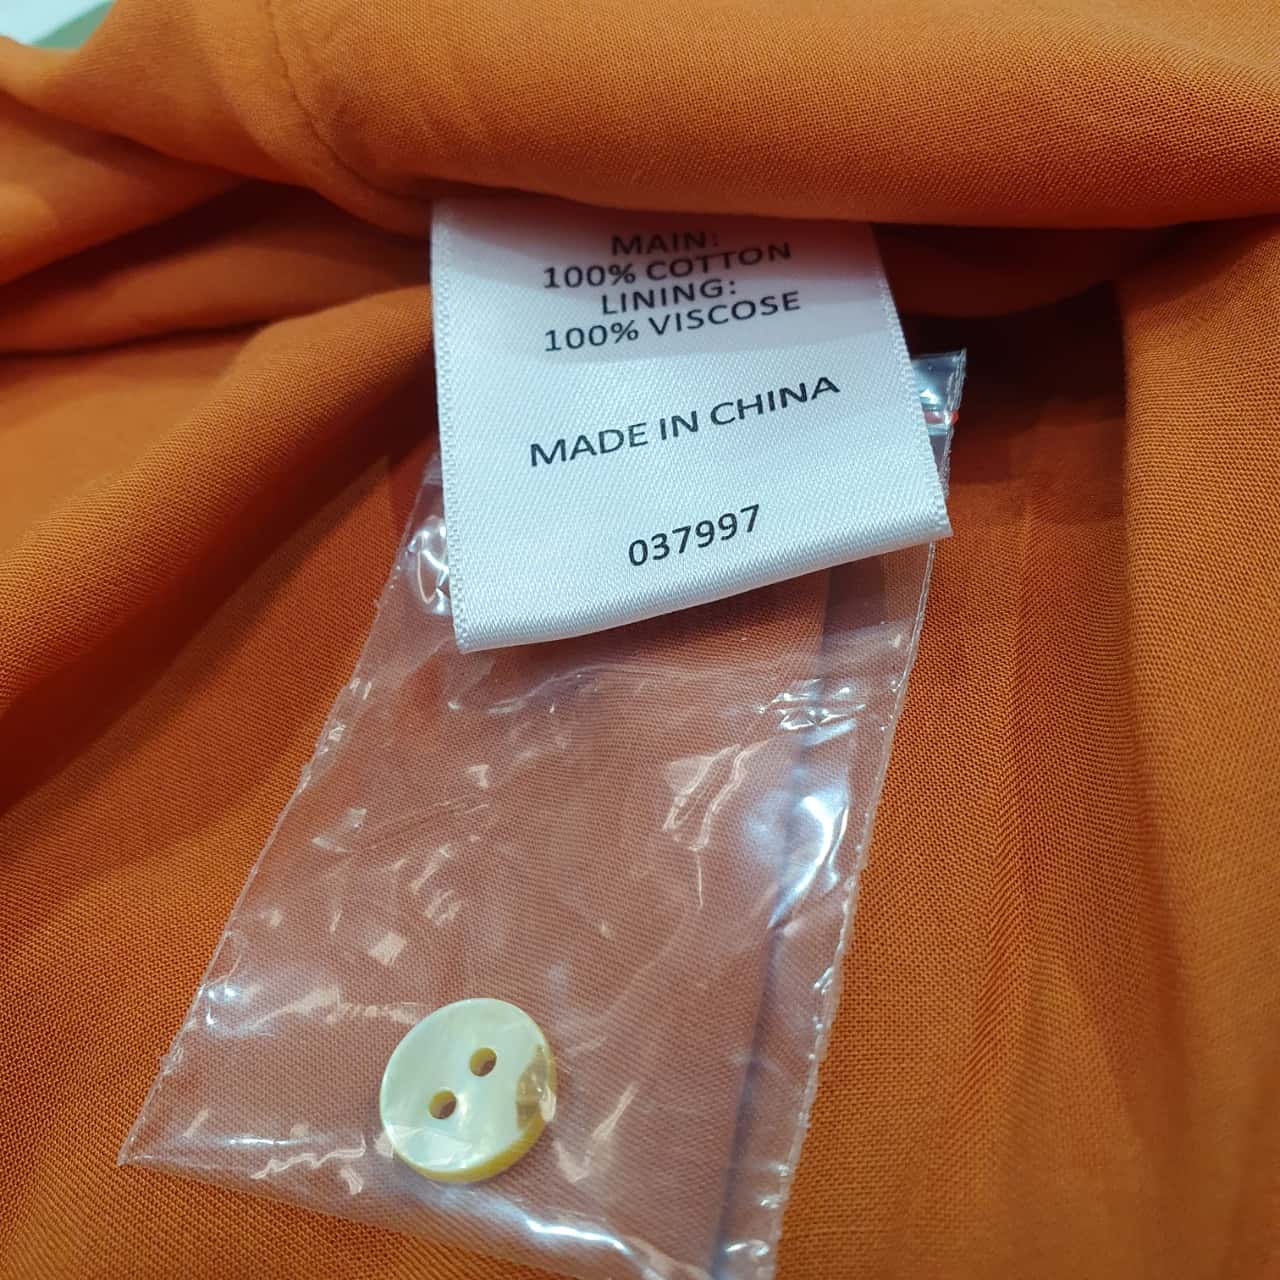 MAIN:
100% COTTON
LINING:
100% VISCOSE
MADE IN CHINA
037997